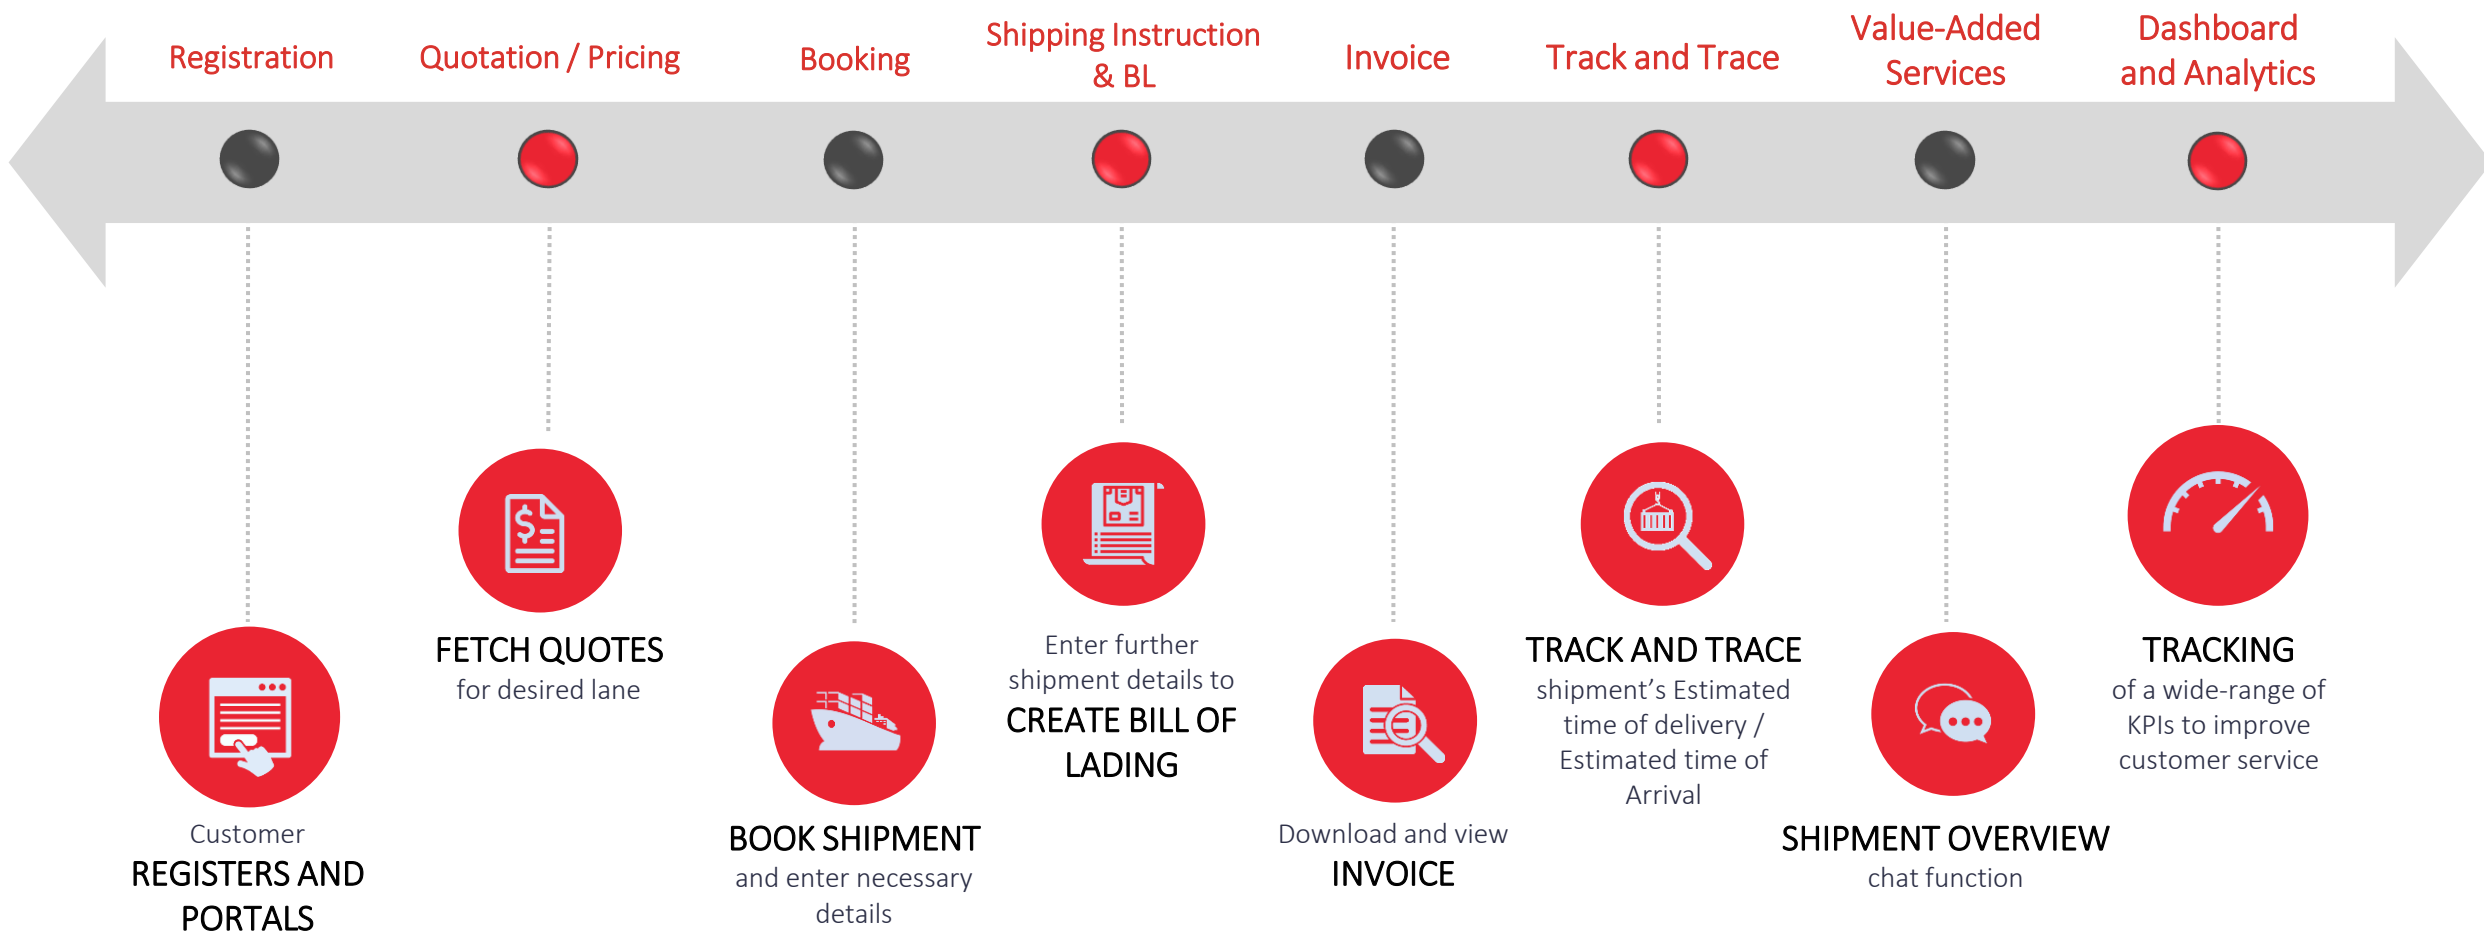 Registration
Quotation / Pricing
Booking
Shipping Instruction
& BL
Invoice
Track and Trace
Value-Added
Services
Dashboard
and Analytics
Customer
REGISTERS AND
PORTALS
FETCH QUOTES
for desired lane
BOOK SHIPMENT
and enter necessary
details
Enter further
shipment details to
CREATE BILL OF
LADING
Download and view
INVOICE
TRACK AND TRACE
shipment’s Estimated
time of delivery /
Estimated time of
Arrival
SHIPMENT OVERVIEW
chat function
TRACKING
of a wide-range of
KPIs to improve
customer service